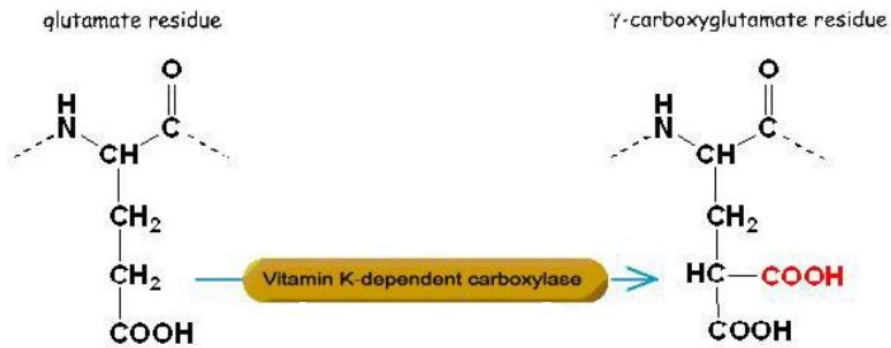 glutamate residue
γ-carboxyglutamate residue
O
H
N
C
CH
CH₂
CH₂
COOH
Vitamin K-dependent carboxylase
O
H
N
C
CH
CH₂
HC
COOH
COOH